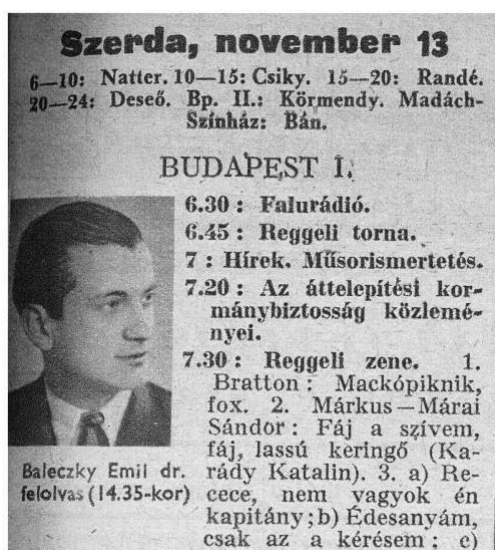 Szerda, november 13
6—10: Natter. 10—15: Csiky. 15—20: Randé.
20—24: Deseő. Bp. II.: Körmendy. Madách-
Színház: Bán.
BUDAPEST I.
6.30 : Falurádió.
6.45 : Reggeli torna.
7 : Hírek. Műsorismertetés.
7.20 : Az áttelepítési kor-
mánybiztosság közlemé-
nyei.
7.30 : Reggeli zene. 1.
Bratton : Mackópiknik,
fox. 2. Márkus—Márai
Sándor : Fáj a szívem,
fáj, lassú keringő (Ka-
rády Katalin). 3. a) Re-
cece, nem vagyok én
kapitány; b) Édesanyám,
csak az a kérésem; c)
Baleczky Emil dr.
felolvas (14.35-kor)